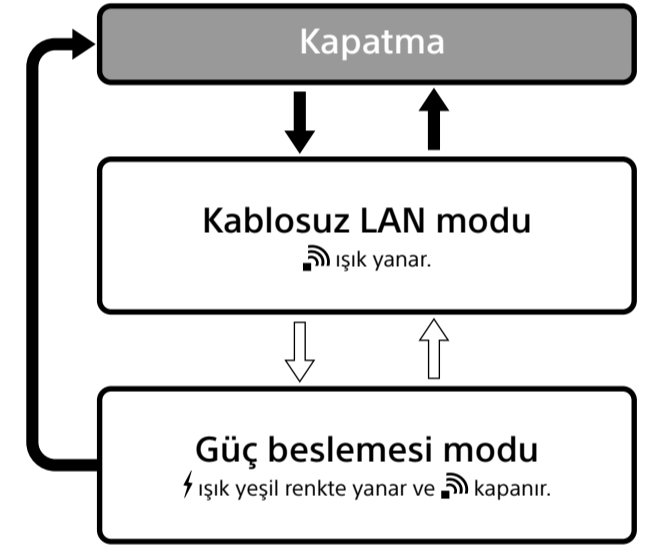 Kapatma
Kablosuz LAN modu
ışık yanar.
Güç beslemesi modu
ışık yeşil renkte yanar ve kapanır.